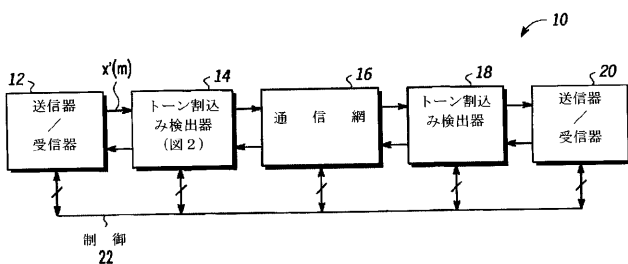 10
12
x'(m)
14
16
18
20
送信器
/
受信器
トーン割込
み検出器
(図2)
通信網
トーン割込
み検出器
送信器
/
受信器
制御
22